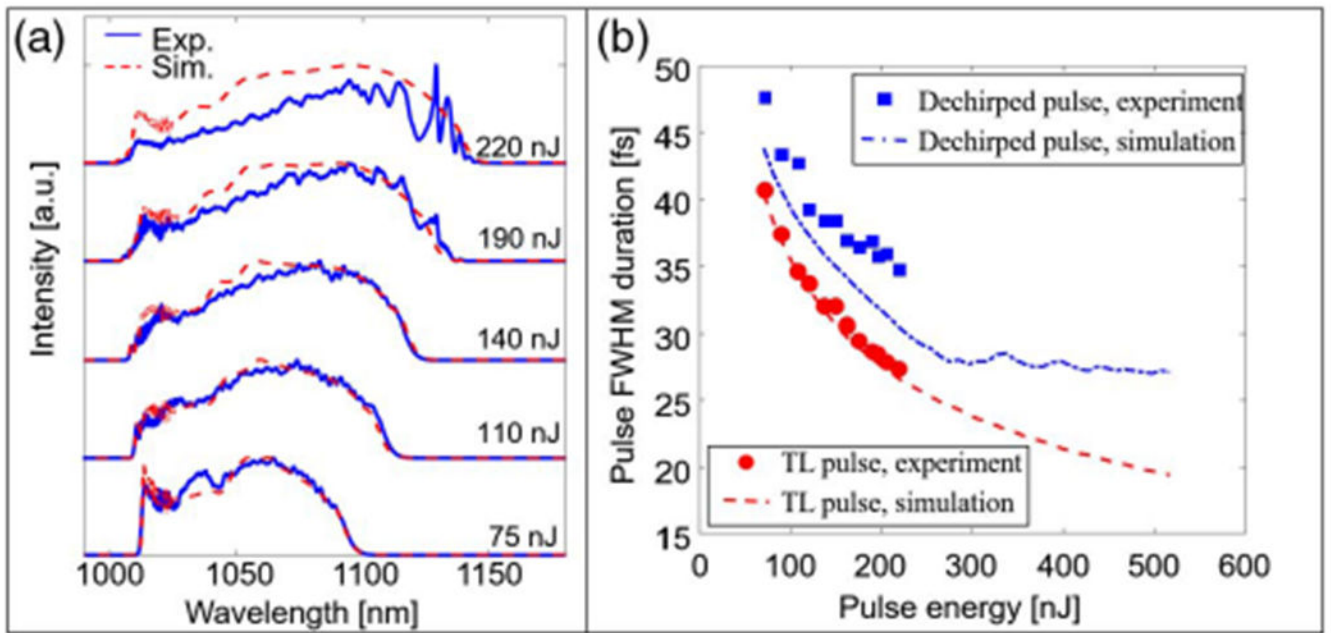 (a)
Exp.
Sim.
220 nJ
190 nJ
140 nJ
110 nJ
75 nJ
Intensity [a.u.]
1000 1050 1100 1150
Wavelength [nm]
(b)
50
45
40
35
30
25
20
15
Pulse FWHM duration [fs]
Dechirped pulse, experiment
Dechirped pulse, simulation
TL pulse, experiment
TL pulse, simulation
0 100 200 300 400 500 600
Pulse energy [nJ]